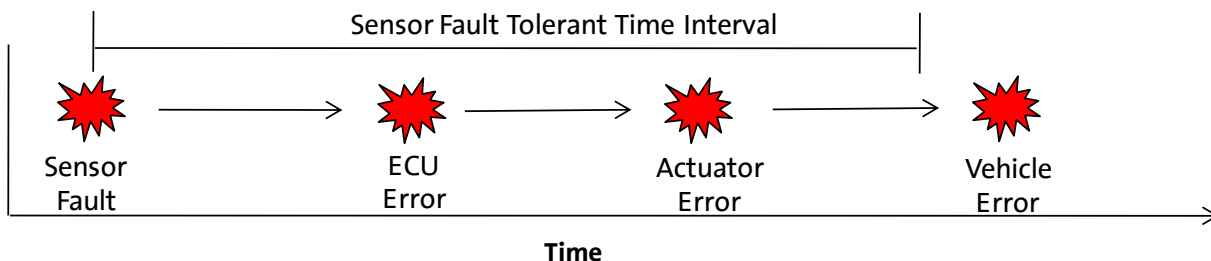 Sensor Fault Tolerant Time Interval
Sensor
Fault
ECU
Error
Actuator
Error
Vehicle
Error
Time